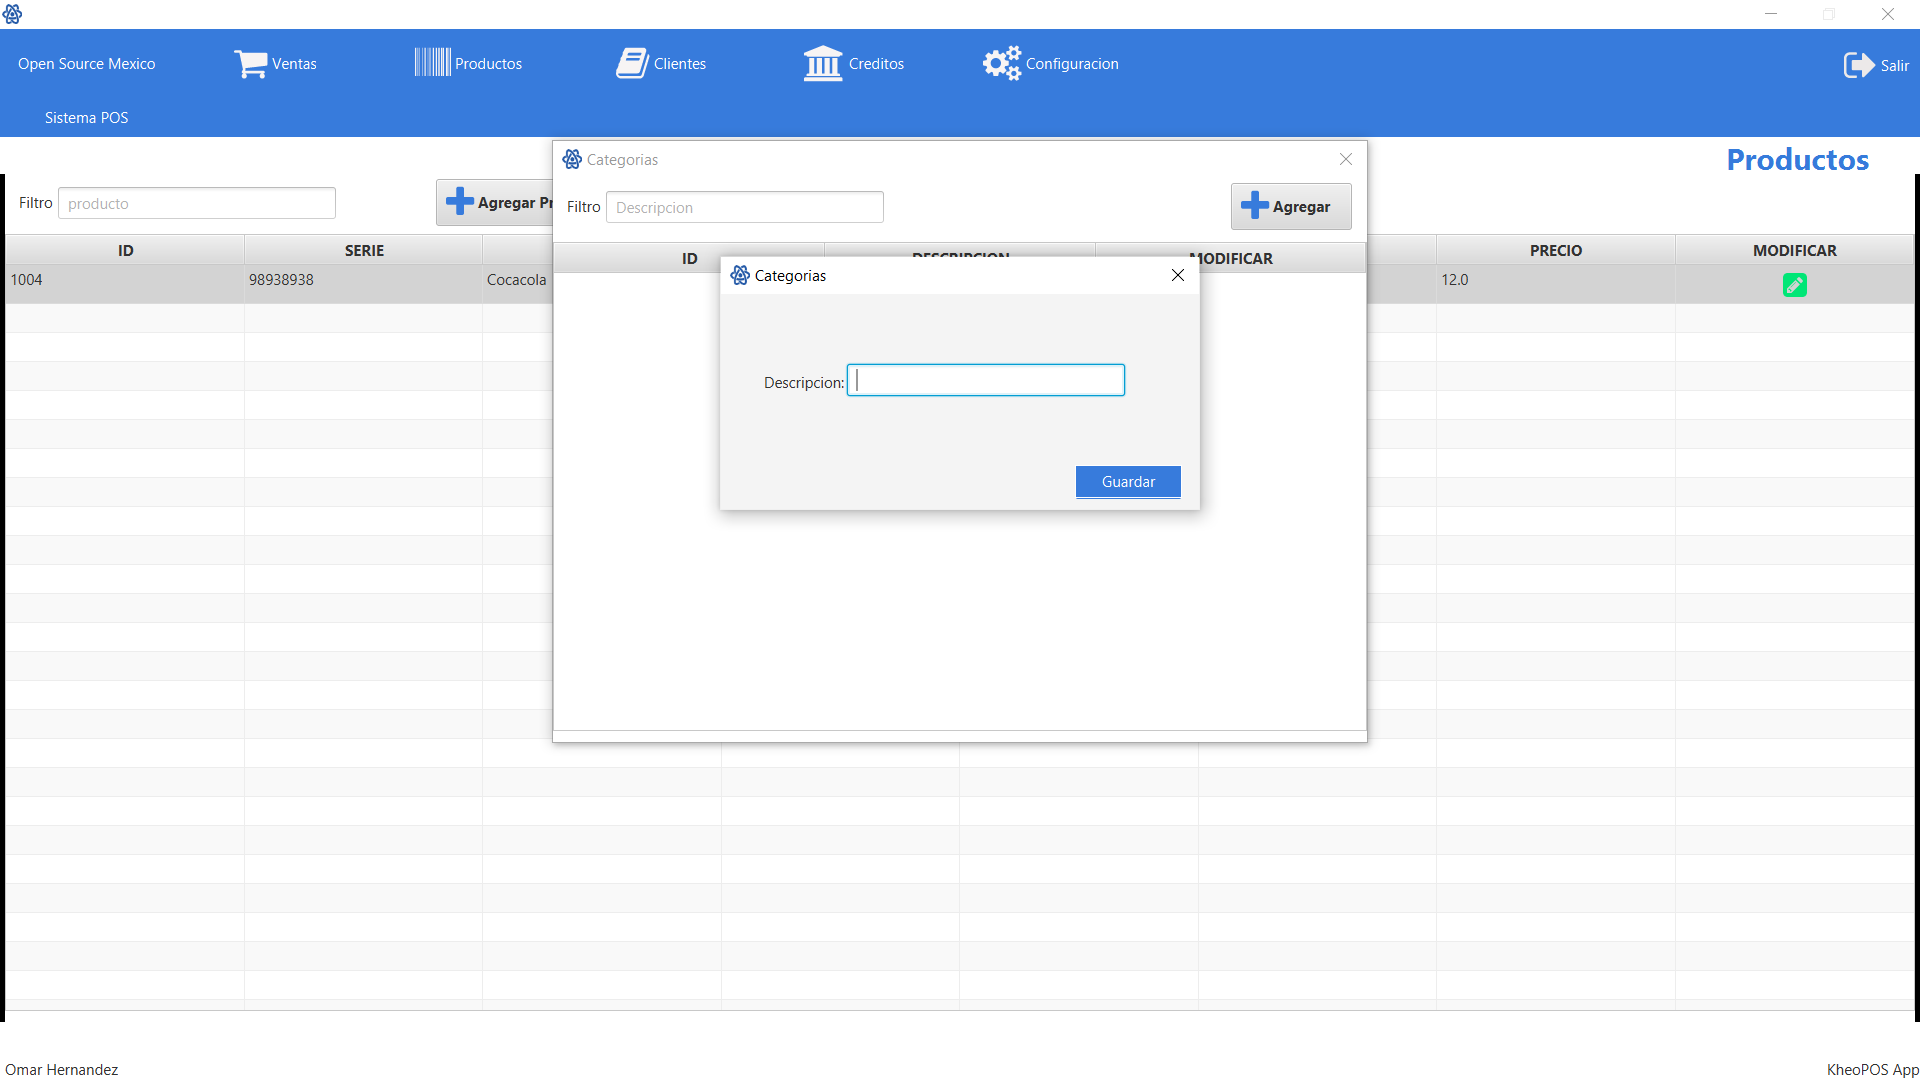 Open Source Mexico
Ventas
Productos
Clientes
Creditos
Configuracion
Salir
Sistema POS
Productos
Filtro
producto
Agregar Pr
ID
SERIE
PRECIO
MODIFICAR
1004
98938938
Cocacola
12.0
Categorias
Filtro
Descripcion
Agregar
ID
DESCRIPCION
MODIFICAR
Categorias
Descripcion:
Guardar
Omar Hernandez
KheoPOS App